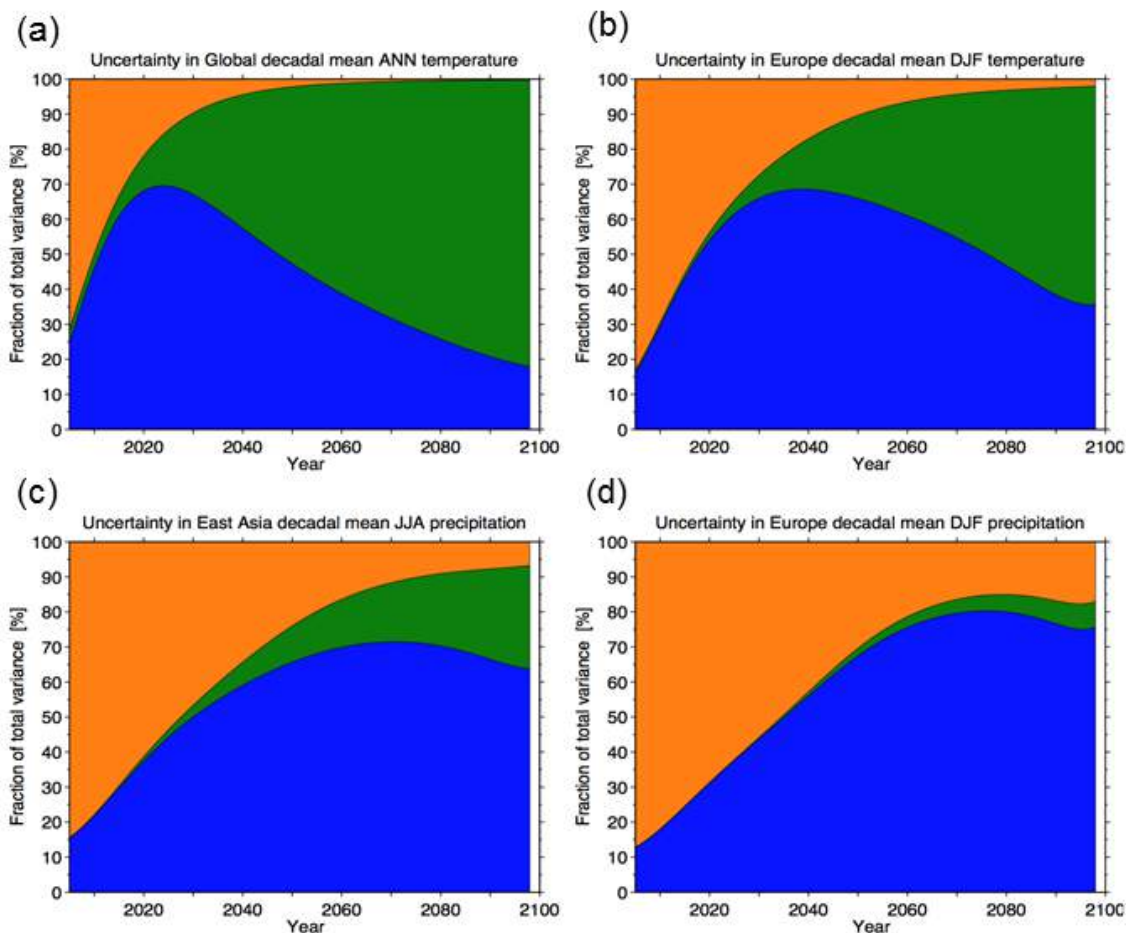 (a)
Uncertainty in Global decadal mean ANN temperature
Fraction of total variance [%]
100
90
80
70
60
50
40
30
20
10
0
2020 2040 2060 2080 2100
Year
(b)
Uncertainty in Europe decadal mean DJF temperature
Fraction of total variance [%]
100
90
80
70
60
50
40
30
20
10
0
2020 2040 2060 2080 2100
Year
(c)
Uncertainty in East Asia decadal mean JJA precipitation
Fraction of total variance [%]
100
90
80
70
60
50
40
30
20
10
0
2020 2040 2060 2080 2100
Year
(d)
Uncertainty in Europe decadal mean DJF precipitation
Fraction of total variance [%]
100
90
80
70
60
50
40
30
20
10
0
2020 2040 2060 2080 2100
Year